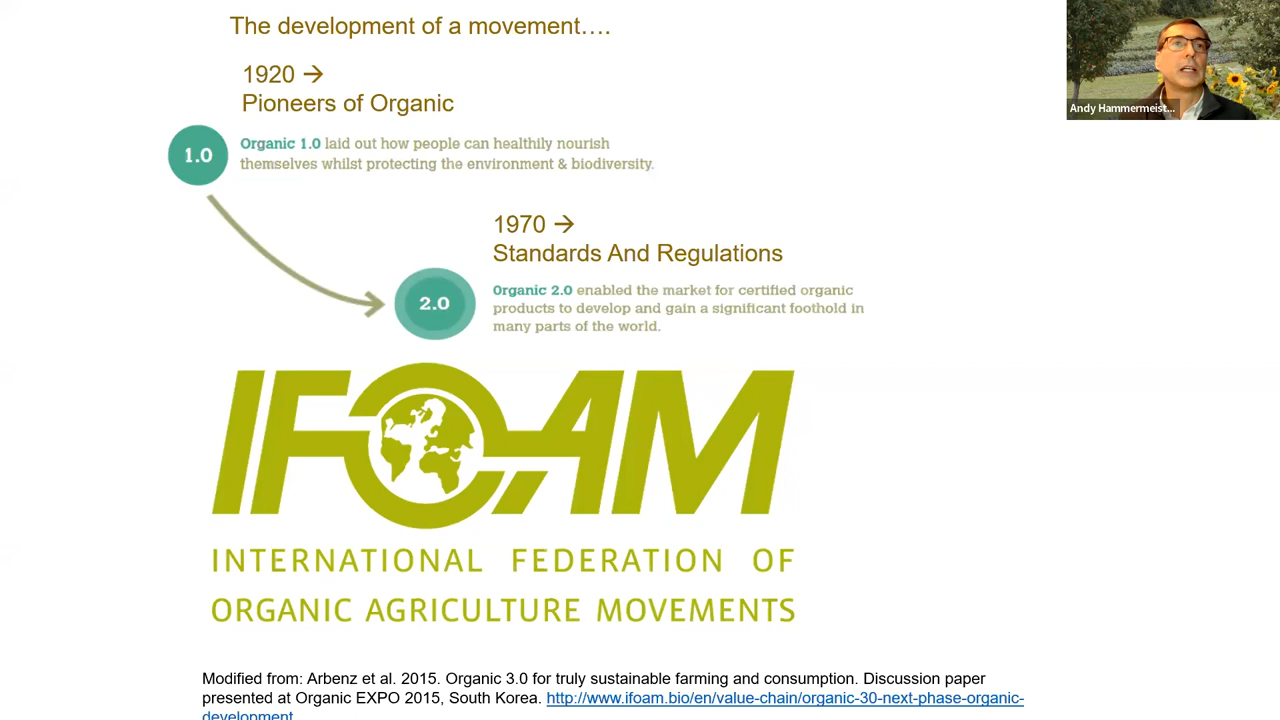 The development of a movement….
Andy Hammermeist...
1920 →
Pioneers of Organic
1.0
Organic 1.0 laid out how people can healthily nourish
themselves whilst protecting the environment & biodiversity.
1970 →
Standards And Regulations
2.0
Organic 2.0 enabled the market for certified organic
products to develop and gain a significant foothold in
many parts of the world.
IFOAM
INTERNATIONAL FEDERATION OF
ORGANIC AGRICULTURE MOVEMENTS
Modified from: Arbenz et al. 2015. Organic 3.0 for truly sustainable farming and consumption. Discussion paper
presented at Organic EXPO 2015, South Korea. http://www.ifoam.bio/en/value-chain/organic-30-next-phase-organic-
development